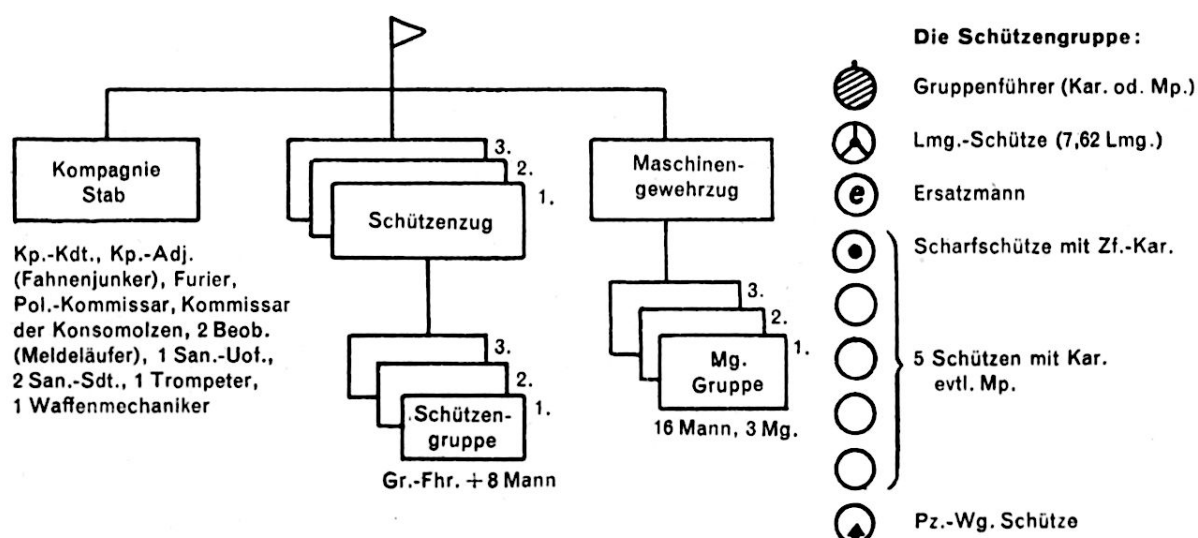 Kompagnie
Stab
Kp.-Kdt., Kp.-Adj.
(Fahnenjunker), Furier,
Pol.-Kommissar, Kommissar
der Konsomolzen, 2 Beob.
(Meldeläufer), 1 San.-Uof.,
2 San.-Sdt., 1 Trompeter,
1 Waffenmechaniker
3.
2.
1.
Schützenzug
3.
2.
1.
Schützen-
gruppe
Gr.-Fhr. + 8 Mann
Maschinen-
gewehrzug
3.
2.
1.
Mg.
Gruppe
16 Mann, 3 Mg.
Die Schützengruppe:
Gruppenführer (Kar. od. Mp.)
Lmg.-Schütze (7,62 Lmg.)
e
Ersatzmann
Scharfschütze mit Zf.-Kar.
5 Schützen mit Kar.
evtl. Mp.
Pz.-Wg. Schütze